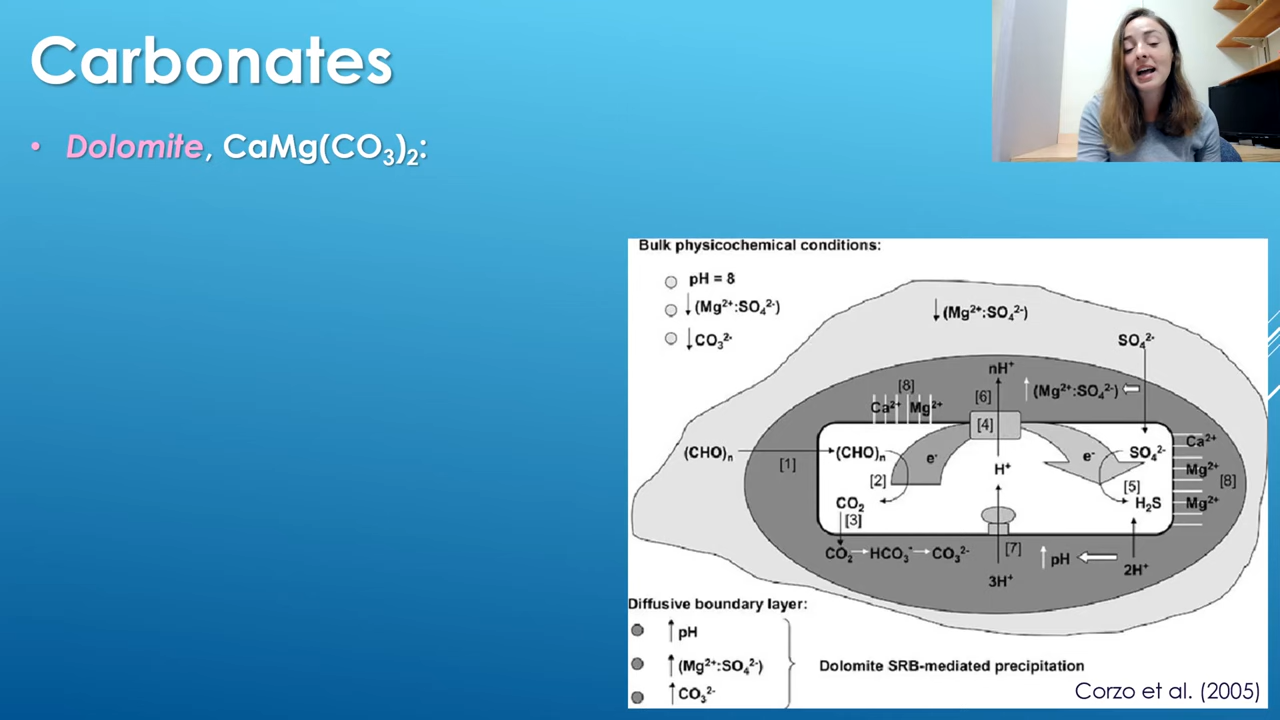 Carbonates
• Dolomite, CaMg(CO₃)₂:
Bulk physicochemical conditions:
pH = 8
↓(Mg²⁺:SO₄²⁻)
↓CO₃²⁻
↓(Mg²⁺:SO₄²⁻)
SO₄²⁻
nH⁺
[8]
[6]
↑(Mg²⁺:SO₄²⁻)
Ca²⁺ Mg²⁺
[4]
(CHO)ₙ
[1]
(CHO)ₙ
e⁻
e⁻
SO₄²⁻
Ca²⁺
H⁺
Mg²⁺
[2]
[5]
[8]
CO₂
H₂S
Mg²⁺
[3]
CO₂→HCO₃⁻→CO₃²⁻
[7]
↑pH
2H⁺
3H⁺
Diffusive boundary layer:
↑pH
↑(Mg²⁺:SO₄²⁻)
↑CO₃²⁻
Dolomite SRB-mediated precipitation
Corzo et al. (2005)